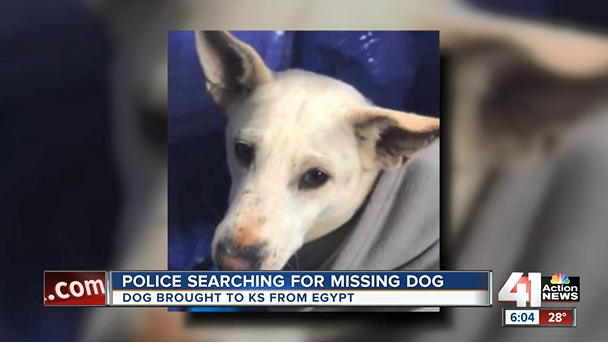 POLICE SEARCHING FOR MISSING DOG
.com
DOG BROUGHT TO KS FROM EGYPT
41 Action NEWS
6:04 28°